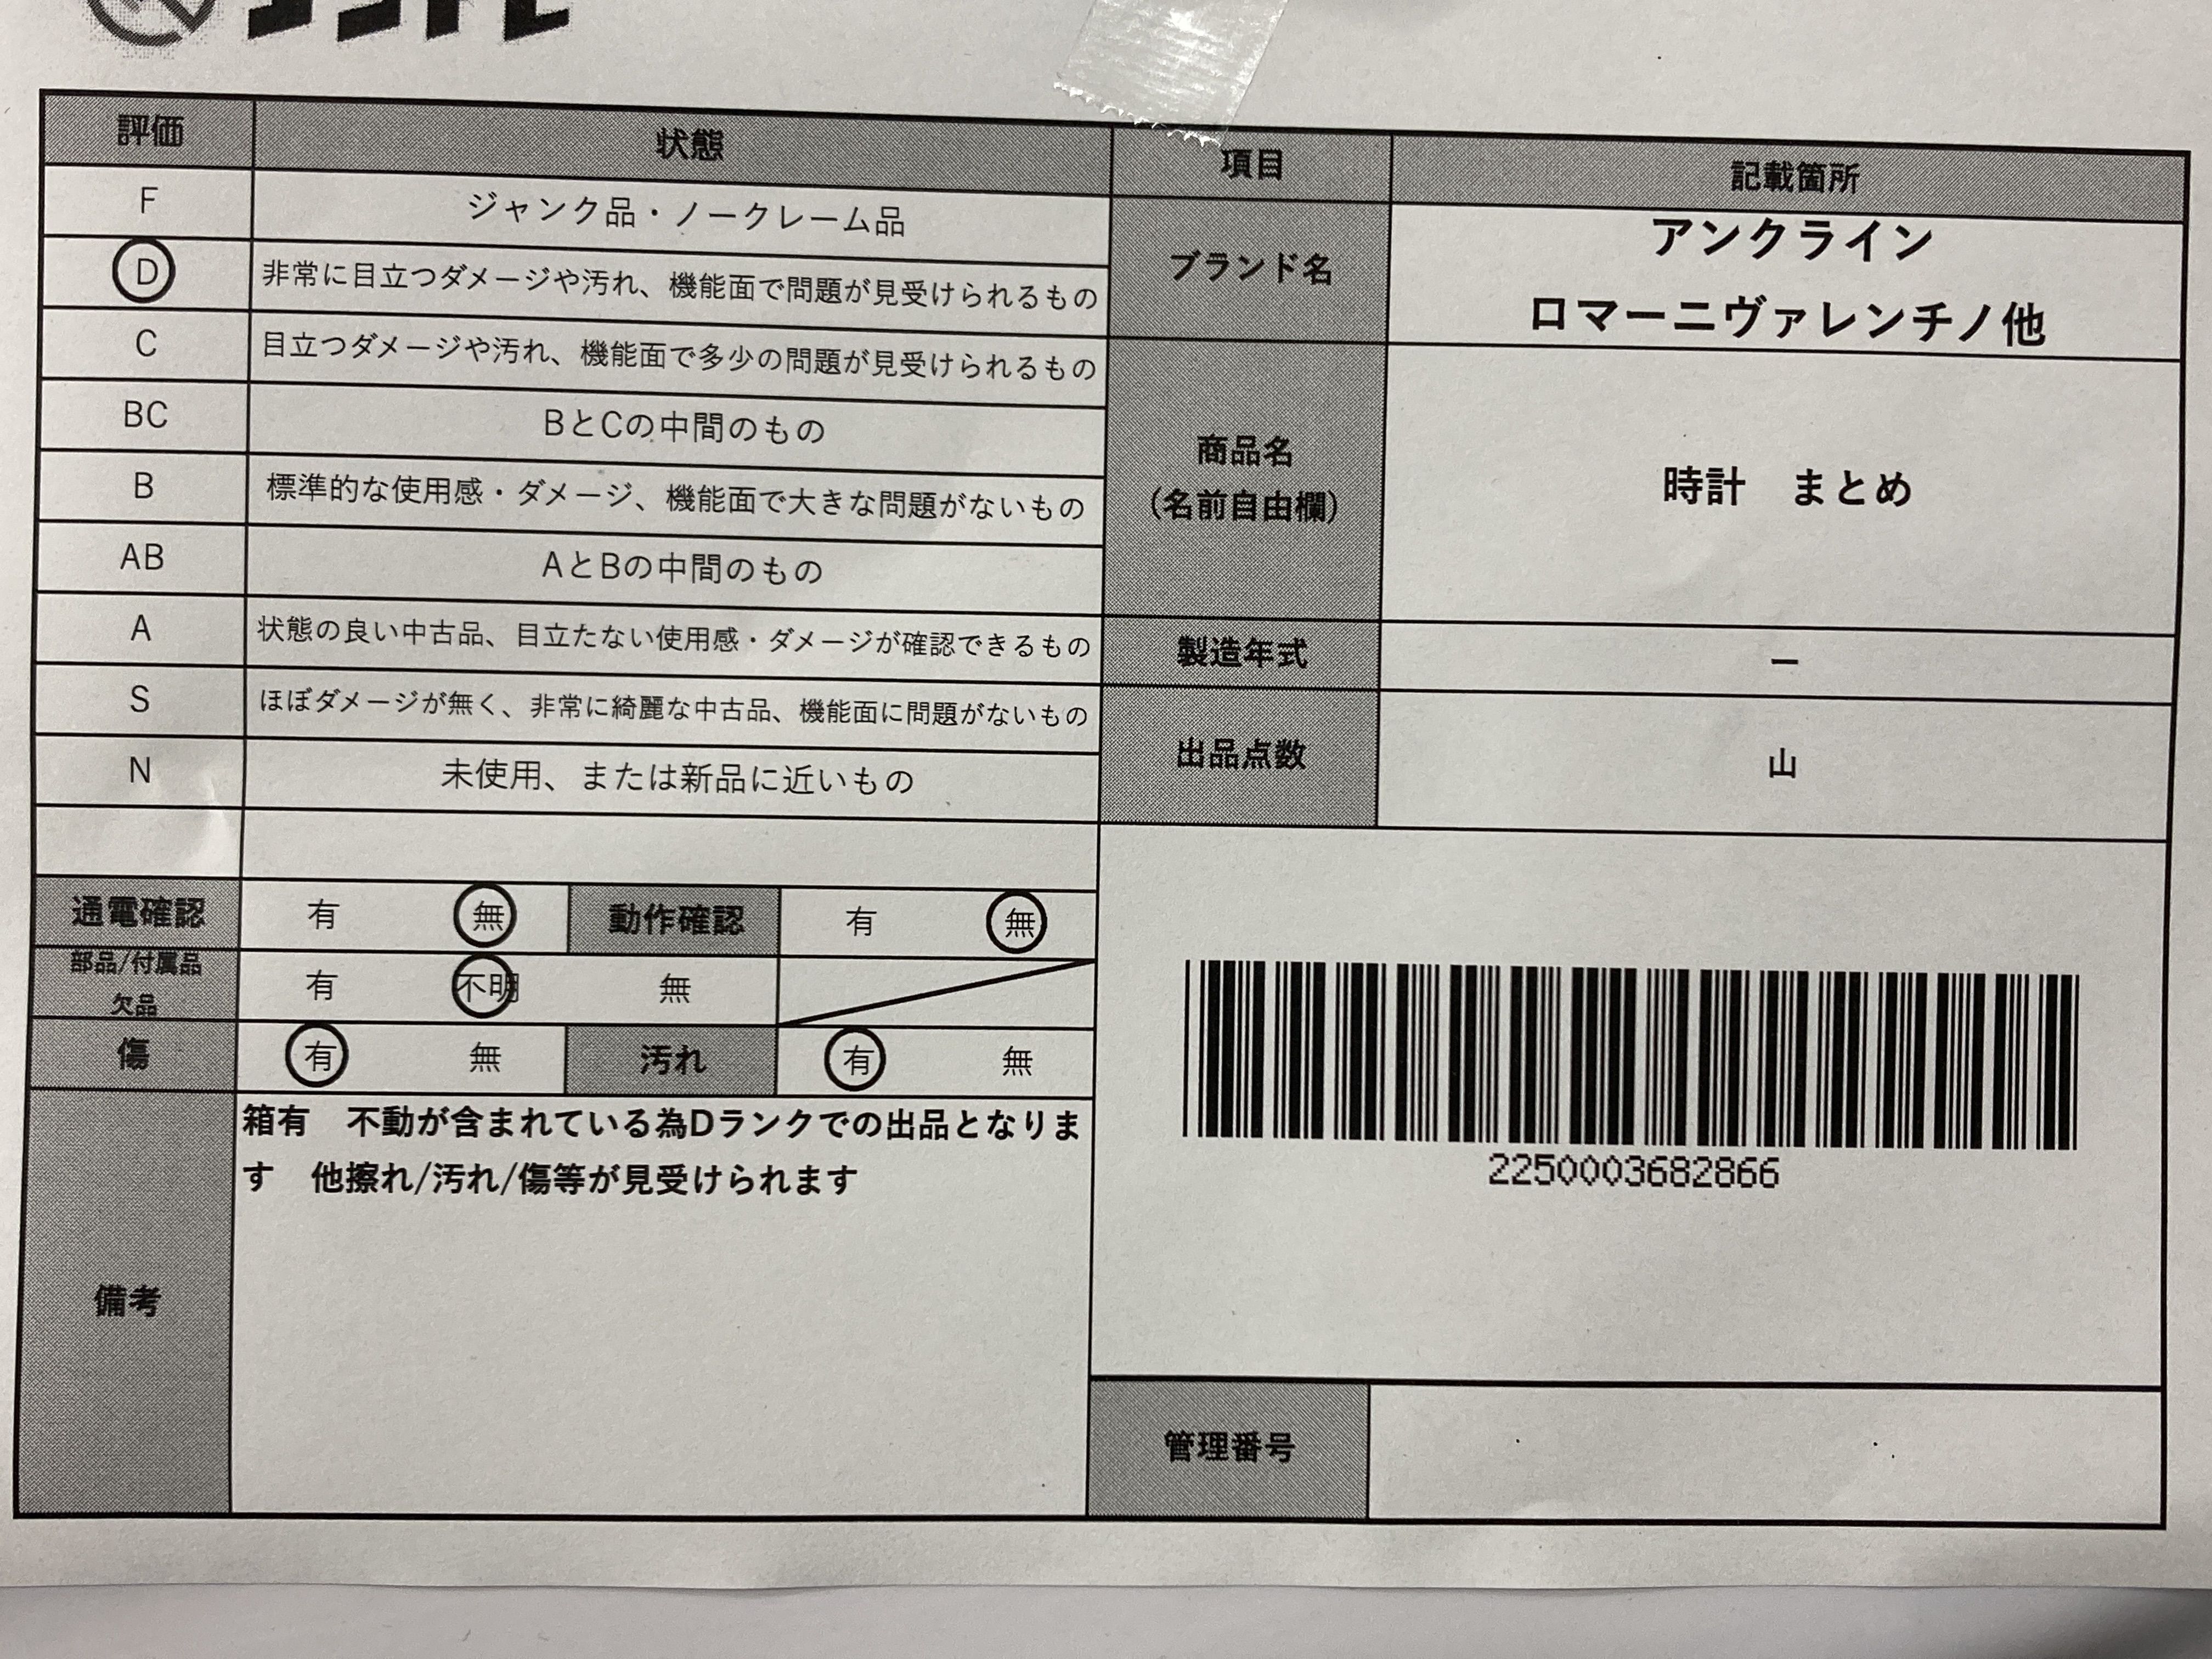 評価 状態 項目 記載箇所
F ジャンク品・ノークレーム品
D 非常に目立つダメージや汚れ、機能面で問題が見受けられるもの
C 目立つダメージや汚れ、機能面で多少の問題が見受けられるもの
BC BとCの中間のもの
B 標準的な使用感・ダメージ、機能面で大きな問題がないもの
AB AとBの中間のもの
A 状態の良い中古品、目立たない使用感・ダメージが確認できるもの
S ほぼダメージが無く、非常に綺麗な中古品、機能面に問題がないもの
N 未使用、または新品に近いもの
ブランド名
アンクライン
ロマーニヴァレンチノ他
商品名
(名前自由欄)
時計 まとめ
製造年式 ー
出品点数 山
通電確認 有 無 動作確認 有 無
部品/付属品
欠品
有 不明 無
傷 有 無 汚れ 有 無
備考
箱有 不動が含まれている為Dランクでの出品となりま
す 他擦れ/汚れ/傷等が見受けられます
2250003682866
管理番号